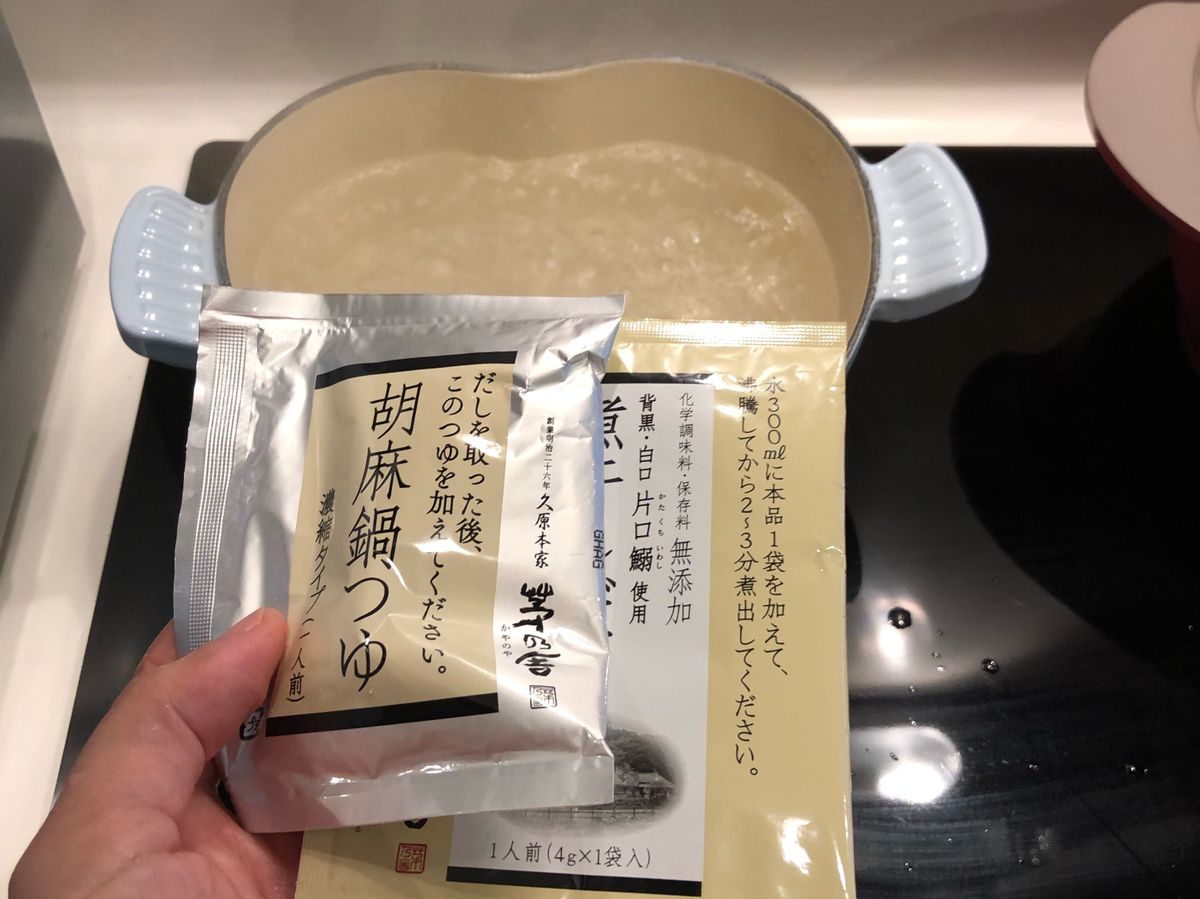 創業明治二十六年 久原本家 茅乃舎
かやのや
だしを取った後、
このつゆを加えてください。
胡麻鍋つゆ
濃縮タイプ(一人前)
水300mlに本品1袋を加えて、
沸騰してから2~3分煮出してください。
化学調味料・保存料 無添加
背黒・白口 片口鰯 使用
かたくちいわし
煮干
1人前(4g×1袋入)